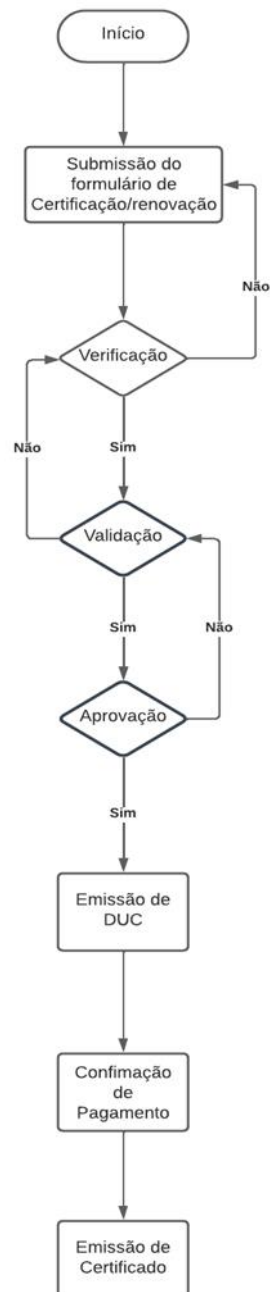 Início
Submissão do
formulário de
Certificação/renovação
Não
Verificação
Não
Sim
Validação
Sim
Não
Aprovação
Sim
Emissão de
DUC
Confimação
de
Pagamento
Emissão de
Certificado